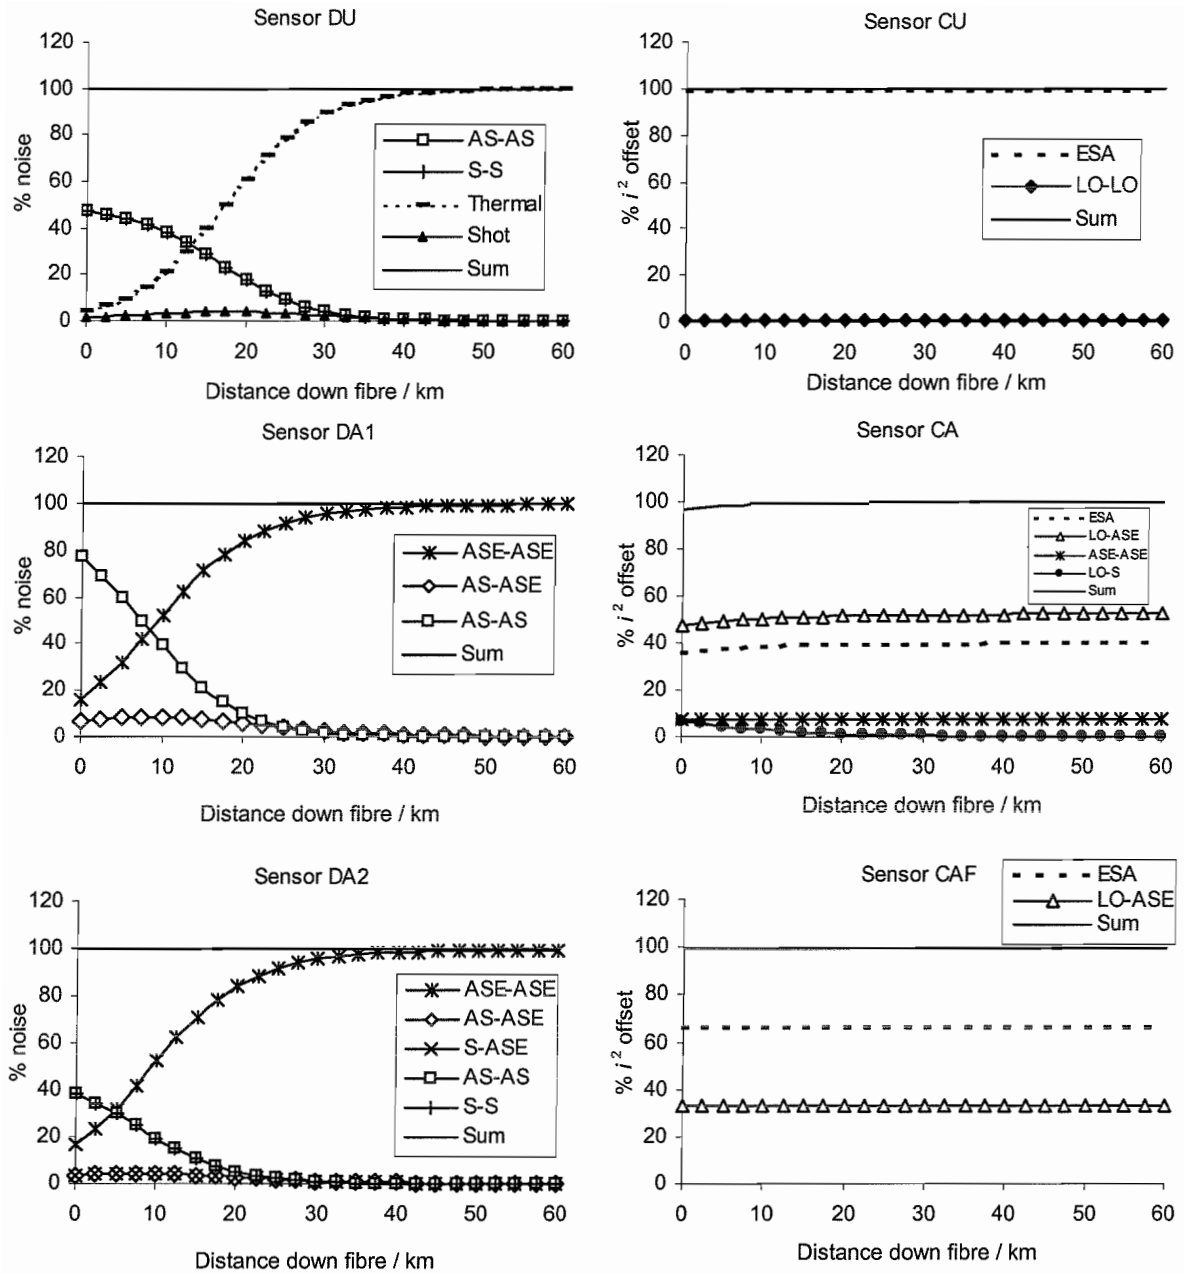 Sensor DU
120
100
80
60
40
20
0
% noise
AS-AS
S-S
Thermal
Shot
Sum
0 10 20 30 40 50 60
Distance down fibre / km
Sensor CU
120
100
80
60
40
20
0
% i ² offset
ESA
LO-LO
Sum
0 10 20 30 40 50 60
Distance down fibre / km
Sensor DA1
120
100
80
60
40
20
0
% noise
ASE-ASE
AS-ASE
AS-AS
Sum
0 10 20 30 40 50 60
Distance down fibre / km
Sensor CA
120
100
80
60
40
20
0
% i ² offset
ESA
LO-ASE
ASE-ASE
LO-S
Sum
0 10 20 30 40 50 60
Distance down fibre / km
Sensor DA2
120
100
80
60
40
20
0
% noise
ASE-ASE
AS-ASE
S-ASE
AS-AS
S-S
Sum
0 10 20 30 40 50 60
Distance down fibre / km
Sensor CAF
120
100
80
60
40
20
0
% i ² offset
ESA
LO-ASE
Sum
0 10 20 30 40 50 60
Distance down fibre / km